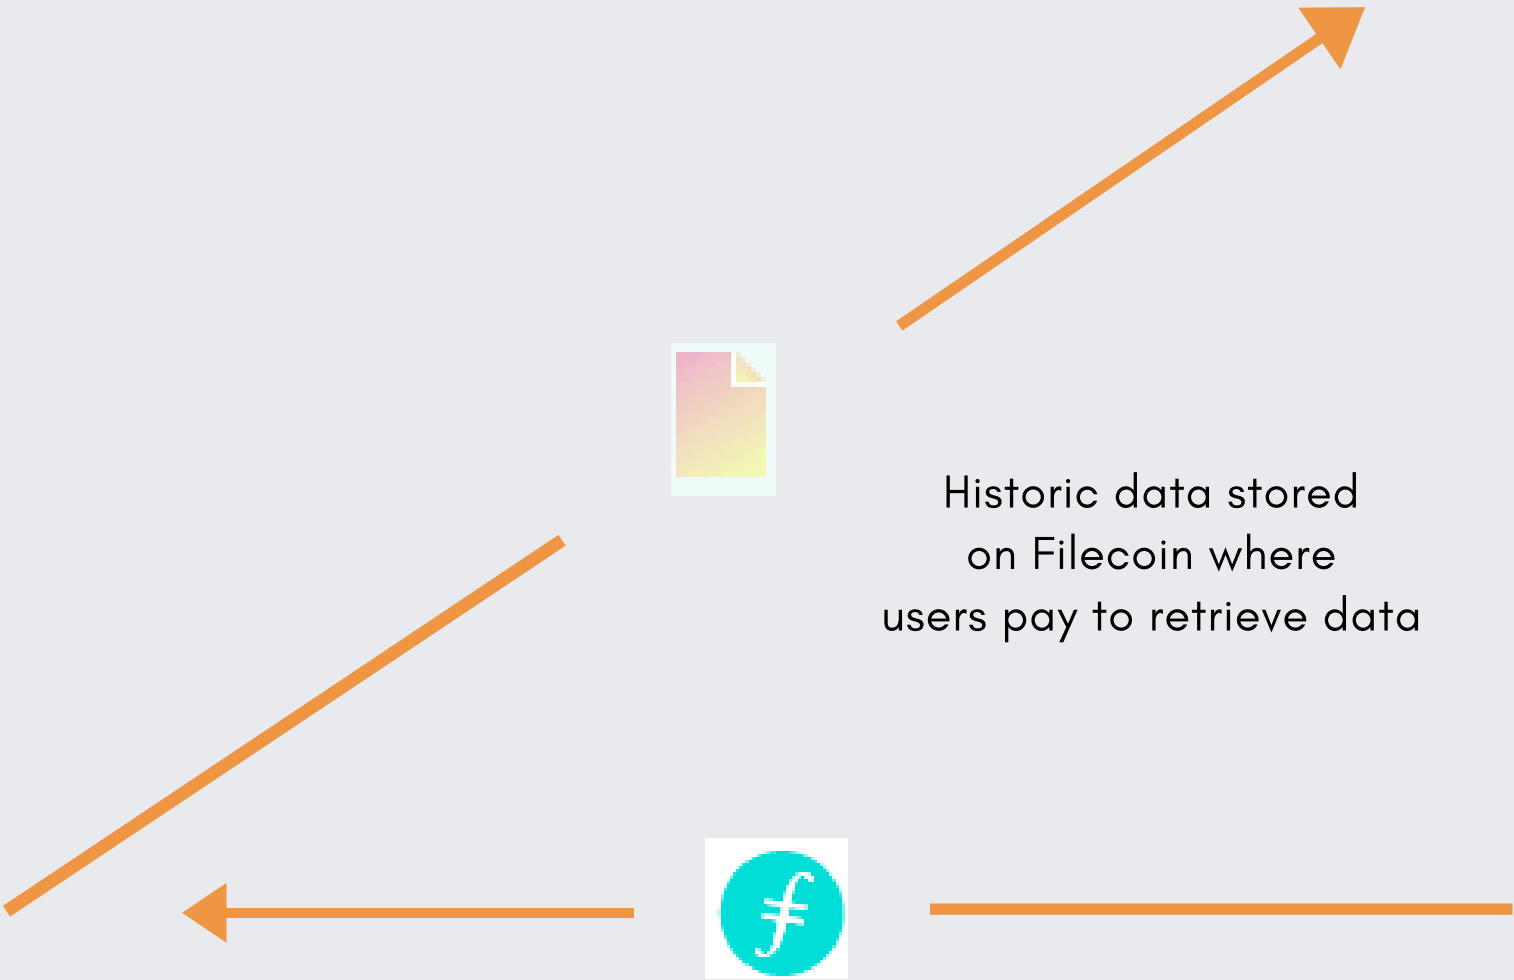 Historic data stored
on Filecoin where
users pay to retrieve data